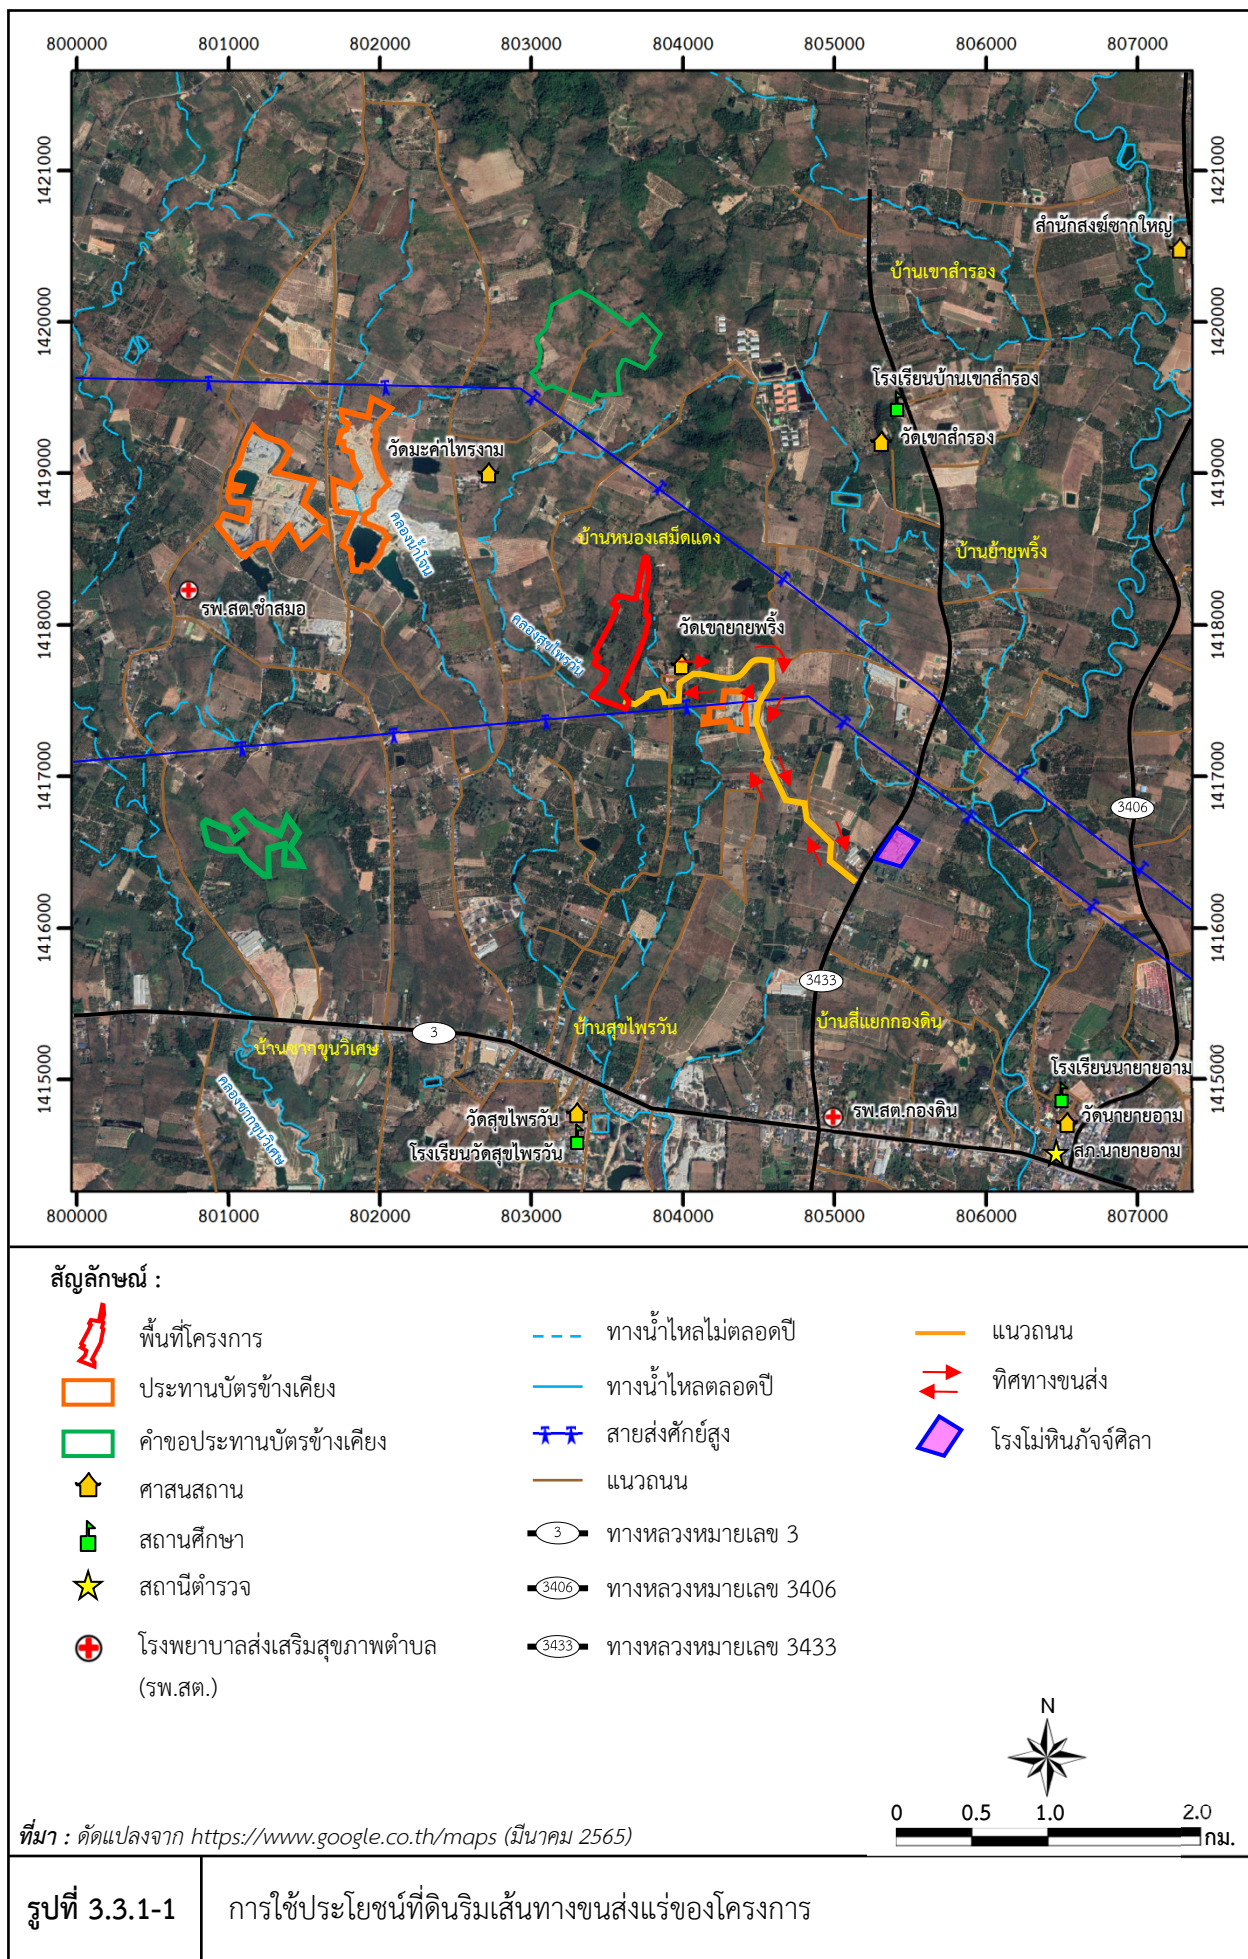 800000 801000 802000 803000 804000 805000 806000 807000
1421000 1421000
สำนักสงฆ์ซากใหญ่
บ้านเขาสำรอง
1420000 1420000
โรงเรียนบ้านเขาสำรอง
วัดเขาสำรอง
วัดมะค่าไทรงาม
1419000 1419000
คลองน้ำโจน
บ้านหนองเสม็ดแดง
บ้านย้ายพริ้ง
รพ.สต.ชำสมอ
1418000 1418000
วัดเขายายพริ้ง
คลองสุขไพรวัน
1417000 1417000
3406
1416000 1416000
3433
บ้านซากขุนวิเศษ
3
บ้านสุขไพรวัน
บ้านสี่แยกกองดิน
1415000 1415000
โรงเรียนนายายอาม
คลองซากขุนวิเศษ
วัดสุขไพรวัน
รพ.สต.กองดิน
วัดนายายอาม
โรงเรียนวัดสุขไพรวัน
สภ.นายายอาม
800000 801000 802000 803000 804000 805000 806000 807000
สัญลักษณ์ :
พื้นที่โครงการ
ทางน้ำไหลไม่ตลอดปี
แนวถนน
ประทานบัตรข้างเคียง
ทางน้ำไหลตลอดปี
ทิศทางขนส่ง
คำขอประทานบัตรข้างเคียง
สายส่งศักย์สูง
โรงโม่หินภัจจ์ศิลา
ศาสนสถาน
แนวถนน
สถานศึกษา
3 ทางหลวงหมายเลข 3
สถานีตำรวจ
3406 ทางหลวงหมายเลข 3406
โรงพยาบาลส่งเสริมสุขภาพตำบล
(รพ.สต.)
3433 ทางหลวงหมายเลข 3433
N
0 0.5 1.0 2.0
กม.
ที่มา : ดัดแปลงจาก https://www.google.co.th/maps (มีนาคม 2565)
รูปที่ 3.3.1-1 การใช้ประโยชน์ที่ดินริมเส้นทางขนส่งแร่ของโครงการ